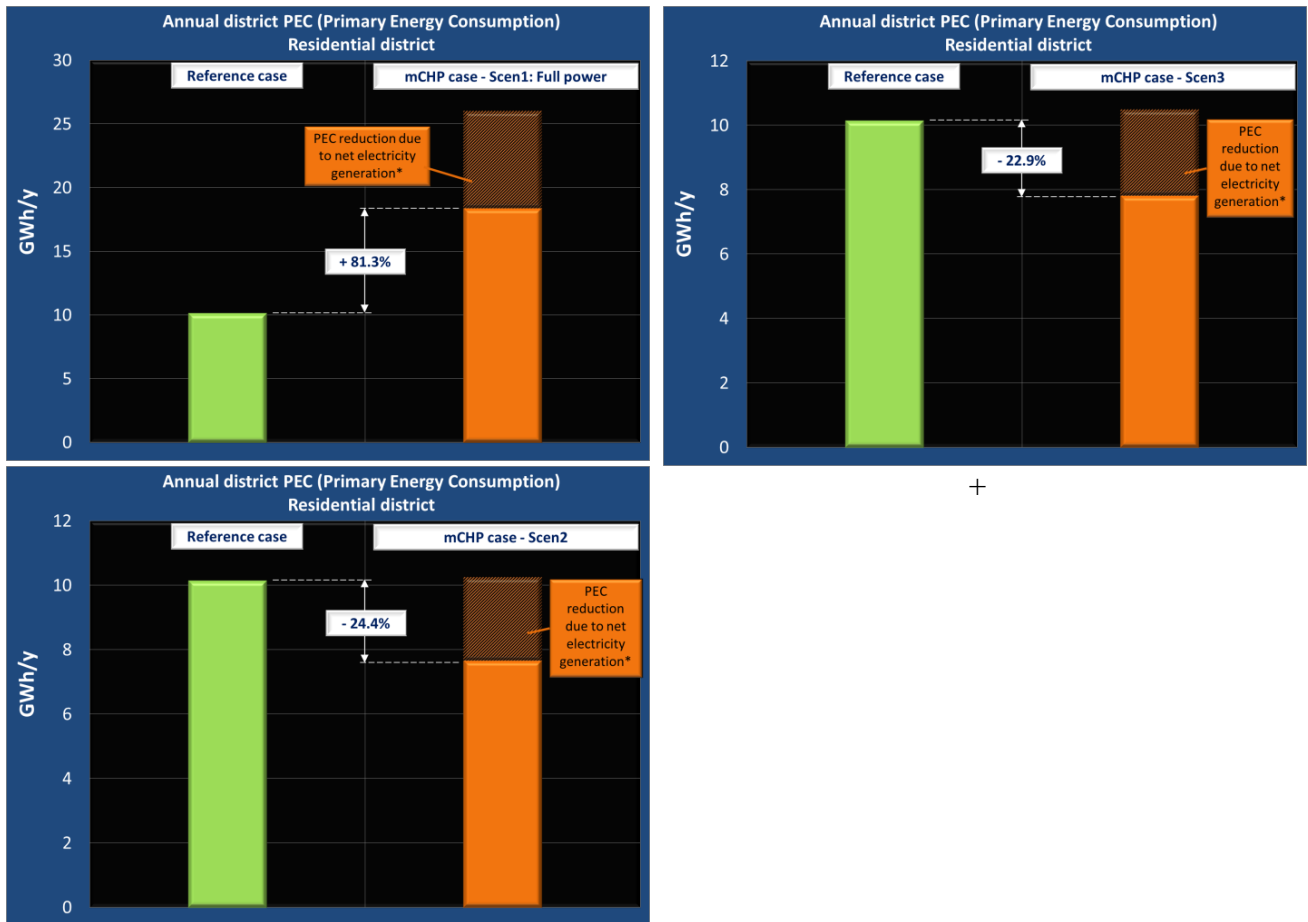 Annual district PEC (Primary Energy Consumption)
Residential district
30
25
20
15
10
5
0
GWh/y
Reference case
mCHP case - Scen1: Full power
PEC reduction due
to net electricity
generation*
+ 81.3%
Annual district PEC (Primary Energy Consumption)
Residential district
12
10
8
6
4
2
0
GWh/y
Reference case
mCHP case - Scen3
- 22.9%
PEC
reduction
due to net
electricity
generation*
Annual district PEC (Primary Energy Consumption)
Residential district
12
10
8
6
4
2
0
GWh/y
Reference case
mCHP case - Scen2
- 24.4%
PEC
reduction
due to net
electricity
generation*
+